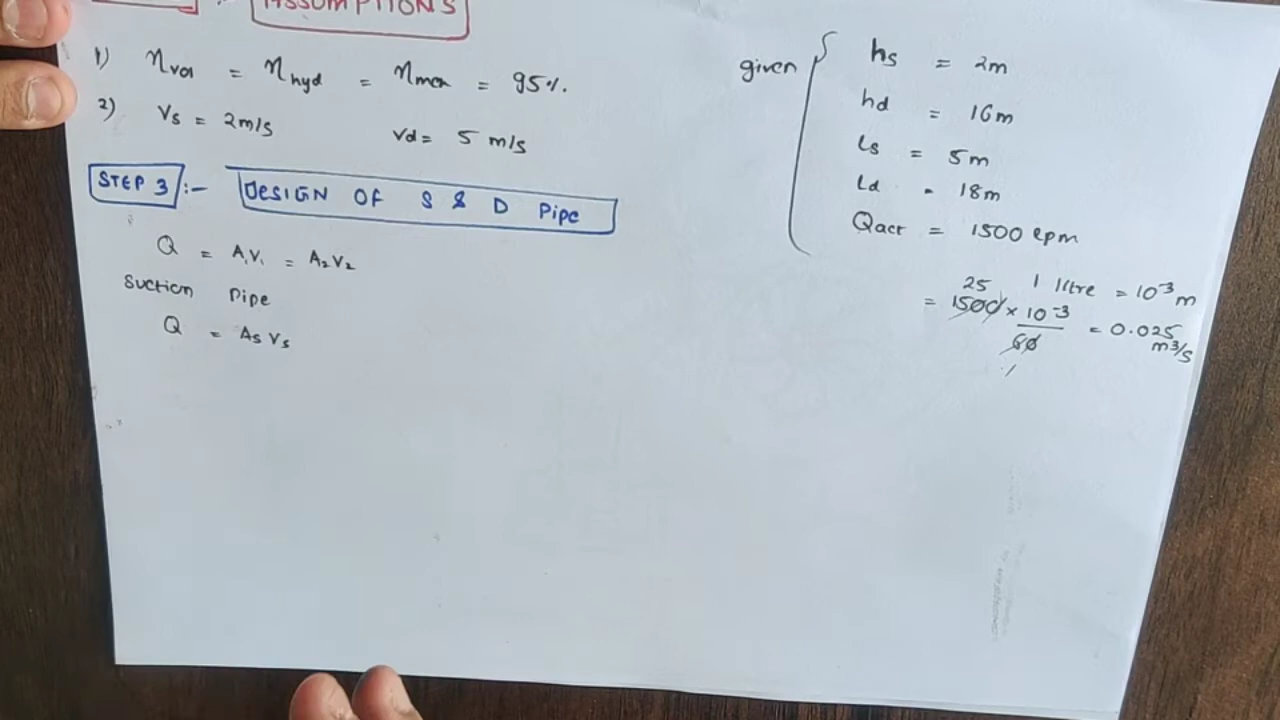 ASSUMPTIONS
1) ηvol = ηhyd = ηmech = 95%.
2) Vs = 2m/s Vd = 5 m/s
STEP 3 :- DESIGN OF S & D Pipe
Q = A₁V₁ = A₂V₂
Suction Pipe
Q = As Vs
given { hs = 2m
hd = 16m
ls = 5m
Ld = 18m
Qact = 1500 lpm
25 1 litre = 10⁻³ m
= 1500 × 10⁻³ / 60 = 0.025 m³/s
1